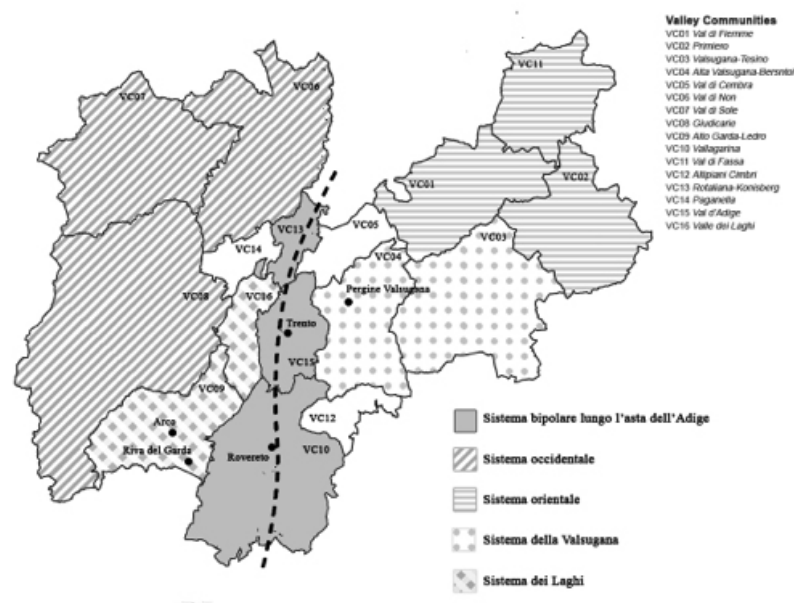 Valley Communities
VC01 Val di Fiemme
VC02 Primiero
VC03 Valsugana-Tesino
VC04 Alta Valsugana-Bersntol
VC05 Val di Cembra
VC06 Val di Non
VC07 Val di Sole
VC08 Giudicarie
VC09 Alto Garda-Ledro
VC10 Vallagarina
VC11 Val di Fassa
VC12 Altipiani Cimbri
VC13 Rotaliana-Konisberg
VC14 Paganella
VC15 Val d'Adige
VC16 Valle dei Laghi
VC11
VC07
VC06
VC02
VC01
VC05
VC13
VC03
VC14
VC04
Pergine Valsugana
VC08
VC06
Trento
VC15
VC09
VC12
Arco
Riva del Garda
Rovereto
VC10
Sistema bipolare lungo l'asta dell'Adige
Sistema occidentale
Sistema orientale
Sistema della Valsugana
Sistema dei Laghi